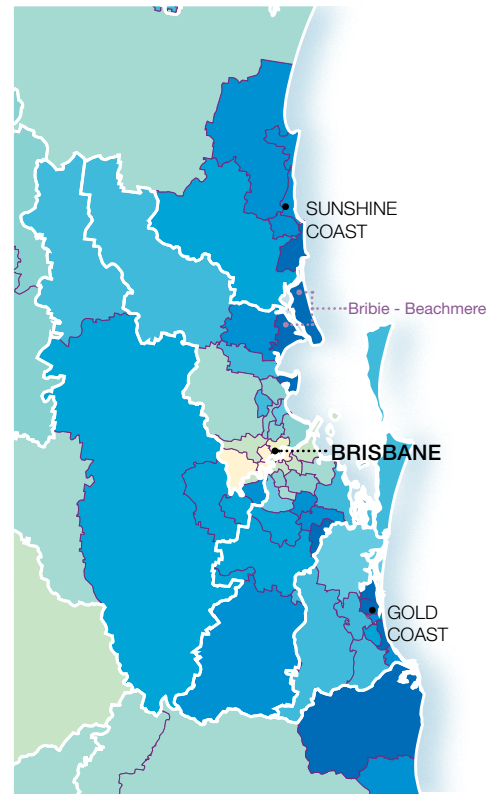 SUNSHINE
COAST
Bribie - Beachmere
BRISBANE
GOLD
COAST